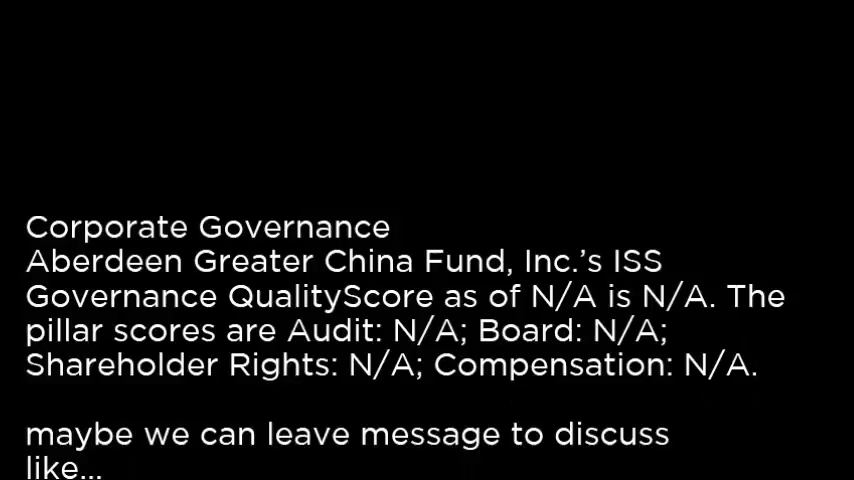 Corporate Governance
Aberdeen Greater China Fund, Inc.’s ISS
Governance QualityScore as of N/A is N/A. The
pillar scores are Audit: N/A; Board: N/A;
Shareholder Rights: N/A; Compensation: N/A.
maybe we can leave message to discuss
like...